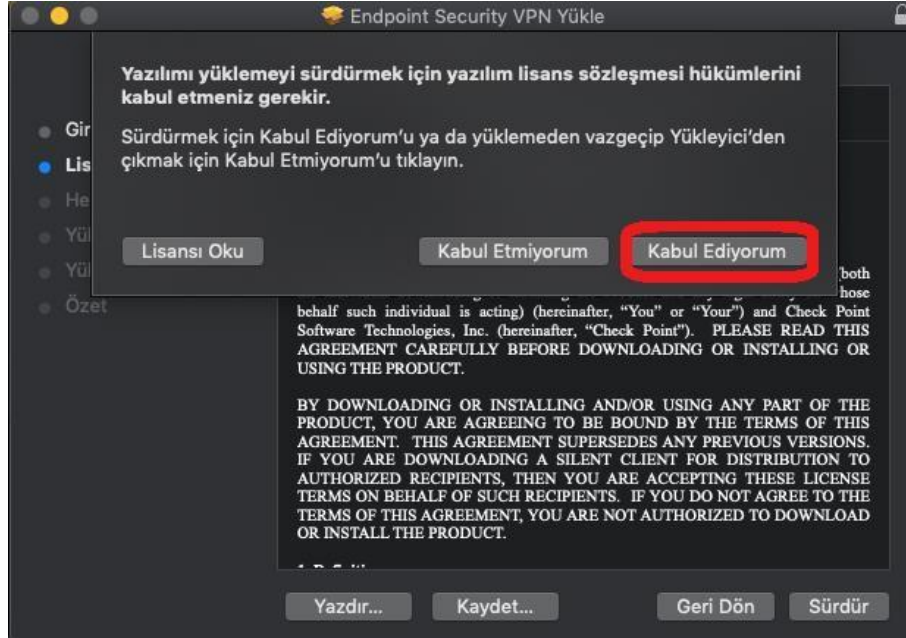 Endpoint Security VPN Yükle
Yazılımı yüklemeyi sürdürmek için yazılım lisans sözleşmesi hükümlerini
kabul etmeniz gerekir.
Sürdürmek için Kabul Ediyorum’u ya da yüklemeden vazgeçip Yükleyici’den
çıkmak için Kabul Etmiyorum’u tıklayın.
Lisansı Oku
Kabul Etmiyorum
Kabul Ediyorum
Gir
Lis
He
Yük
Yük
Özet
both
behalf such individual is acting) (hereinafter, “You” or “Your”) and Check Point
Software Technologies, Inc. (hereinafter, “Check Point”). PLEASE READ THIS
AGREEMENT CAREFULLY BEFORE DOWNLOADING OR INSTALLING OR
USING THE PRODUCT.
BY DOWNLOADING OR INSTALLING AND/OR USING ANY PART OF THE
PRODUCT, YOU ARE AGREEING TO BE BOUND BY THE TERMS OF THIS
AGREEMENT. THIS AGREEMENT SUPERSEDES ANY PREVIOUS VERSIONS.
IF YOU ARE DOWNLOADING A SILENT CLIENT FOR DISTRIBUTION TO
AUTHORIZED RECIPIENTS, THEN YOU ARE ACCEPTING THESE LICENSE
TERMS ON BEHALF OF SUCH RECIPIENTS. IF YOU DO NOT AGREE TO THE
TERMS OF THIS AGREEMENT, YOU ARE NOT AUTHORIZED TO DOWNLOAD
OR INSTALL THE PRODUCT.
Yazdır...
Kaydet...
Geri Dön
Sürdür